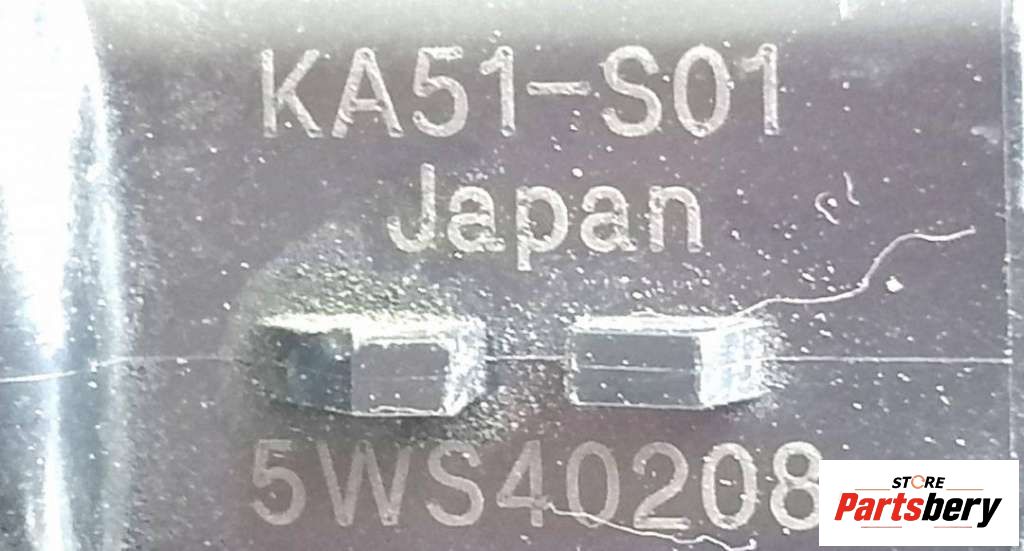 KA51-S01
Japan
5WS40208
STORE
Partsbery